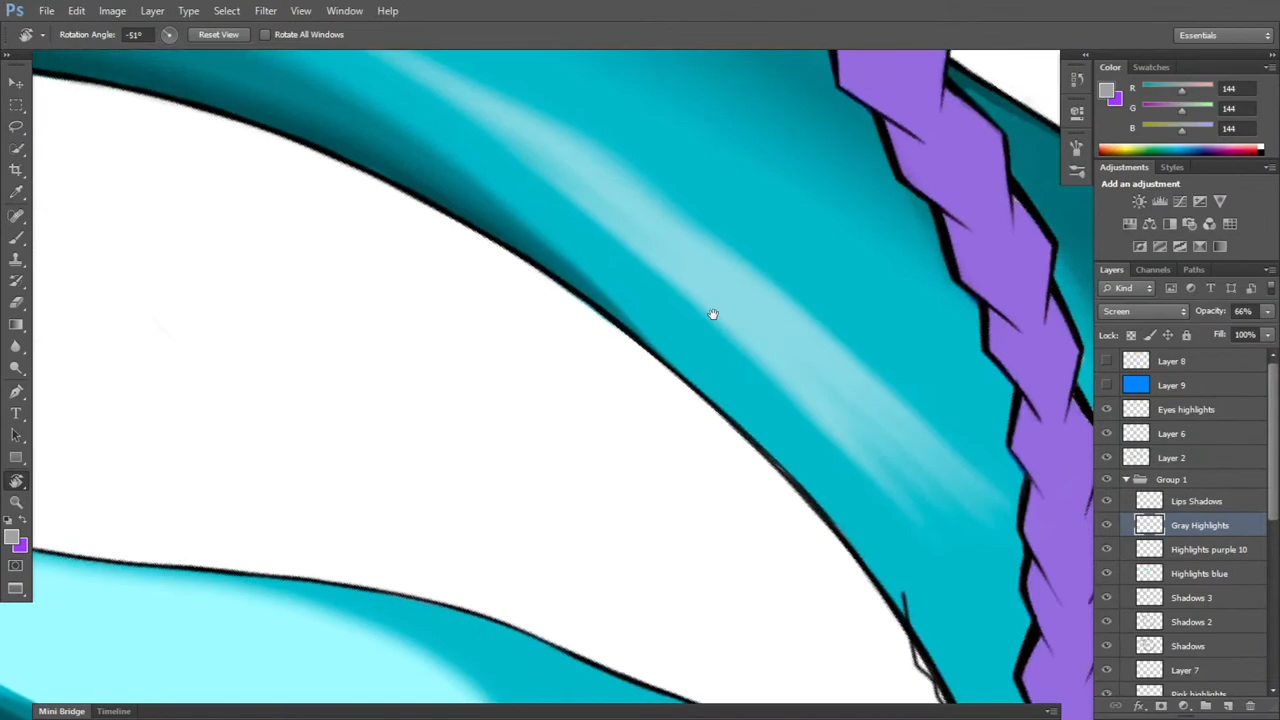 Ps File Edit Image Layer Type Select Filter 3D View Window Help
Rotation Angle: -51° Reset View Rotate All Windows Essentials
Color Swatches
R 144
G 144
B 144
Adjustments Styles
Add an adjustment
Layers Channels Paths
Kind
Screen Opacity: 66%
Lock: Fill: 100%
Layer 8
Layer 9
Eyes highlights
Layer 6
Layer 2
Group 1
Lips Shadows
Gray Highlights
Highlights purple 10
Highlights blue
Shadows 3
Shadows 2
Shadows
Layer 7
Pink highlights
Mini Bridge Timeline